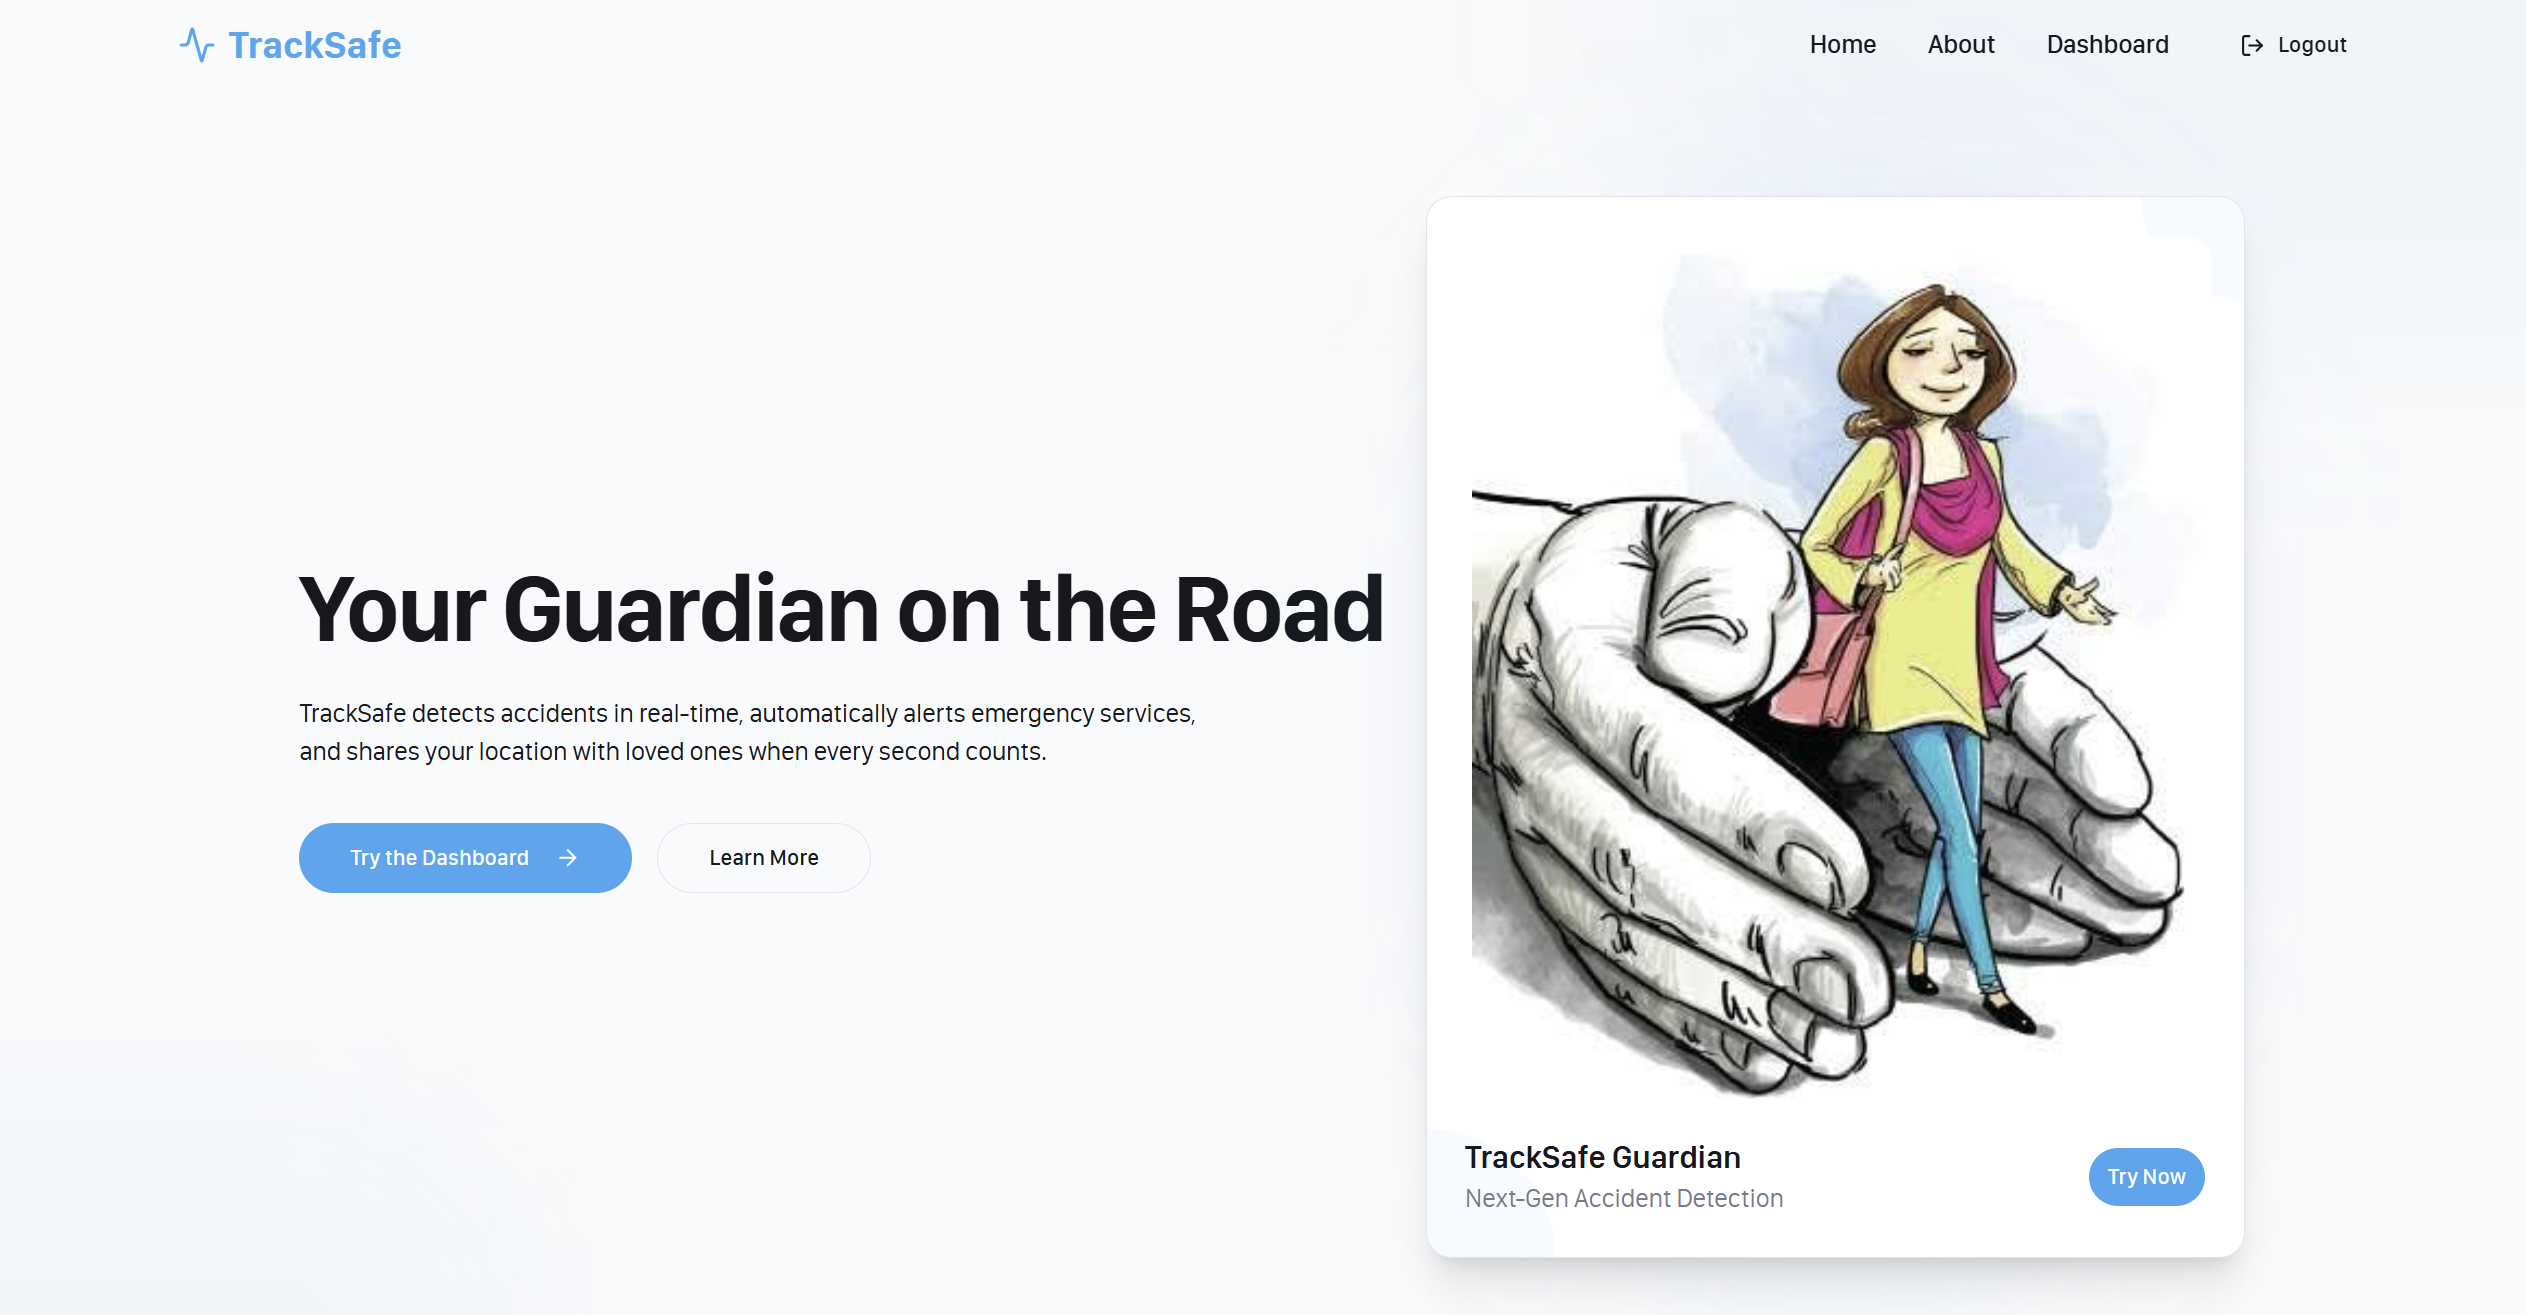 TrackSafe
Home
About
Dashboard
Logout
Your Guardian on the Road
TrackSafe detects accidents in real-time, automatically alerts emergency services,
and shares your location with loved ones when every second counts.
Try the Dashboard
Learn More
TrackSafe Guardian
Next-Gen Accident Detection
Try Now